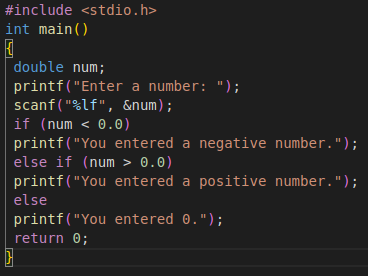 #include <stdio.h>
int main()
{
double num;
printf("Enter a number: ");
scanf("%lf", &num);
if (num < 0.0)
printf("You entered a negative number.");
else if (num > 0.0)
printf("You entered a positive number.");
else
printf("You entered 0.");
return 0;
}